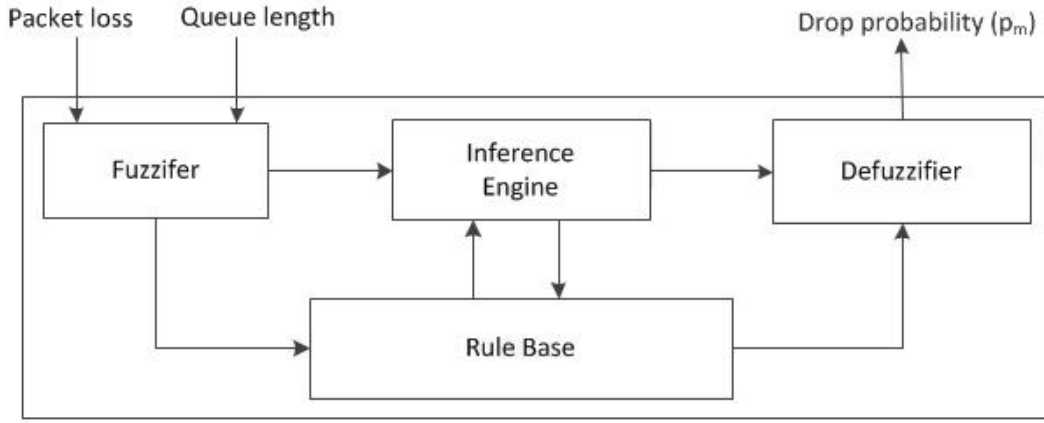 Packet loss
Queue length
Drop probability (pm)
Fuzzifer
Inference
Engine
Defuzzifier
Rule Base